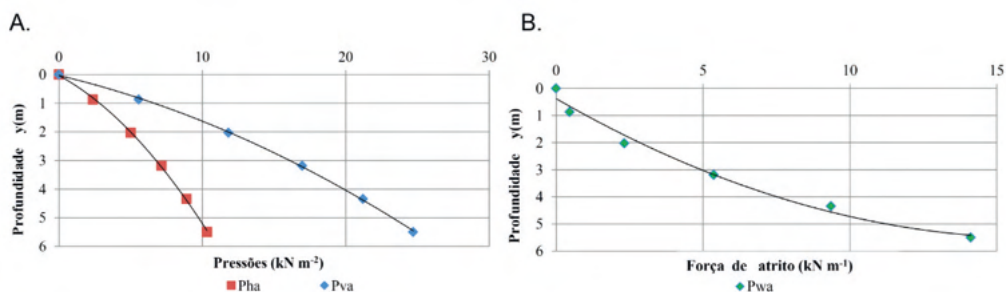 A.
0 10 20 30
0
1
2
3
4
5
6
Profundidade y(m)
Pressões (kN m⁻²)
Pha Pva
B.
0 5 10 15
0
1
2
3
4
5
6
Profundidade y(m)
Força de atrito (kN m⁻¹)
Pwa